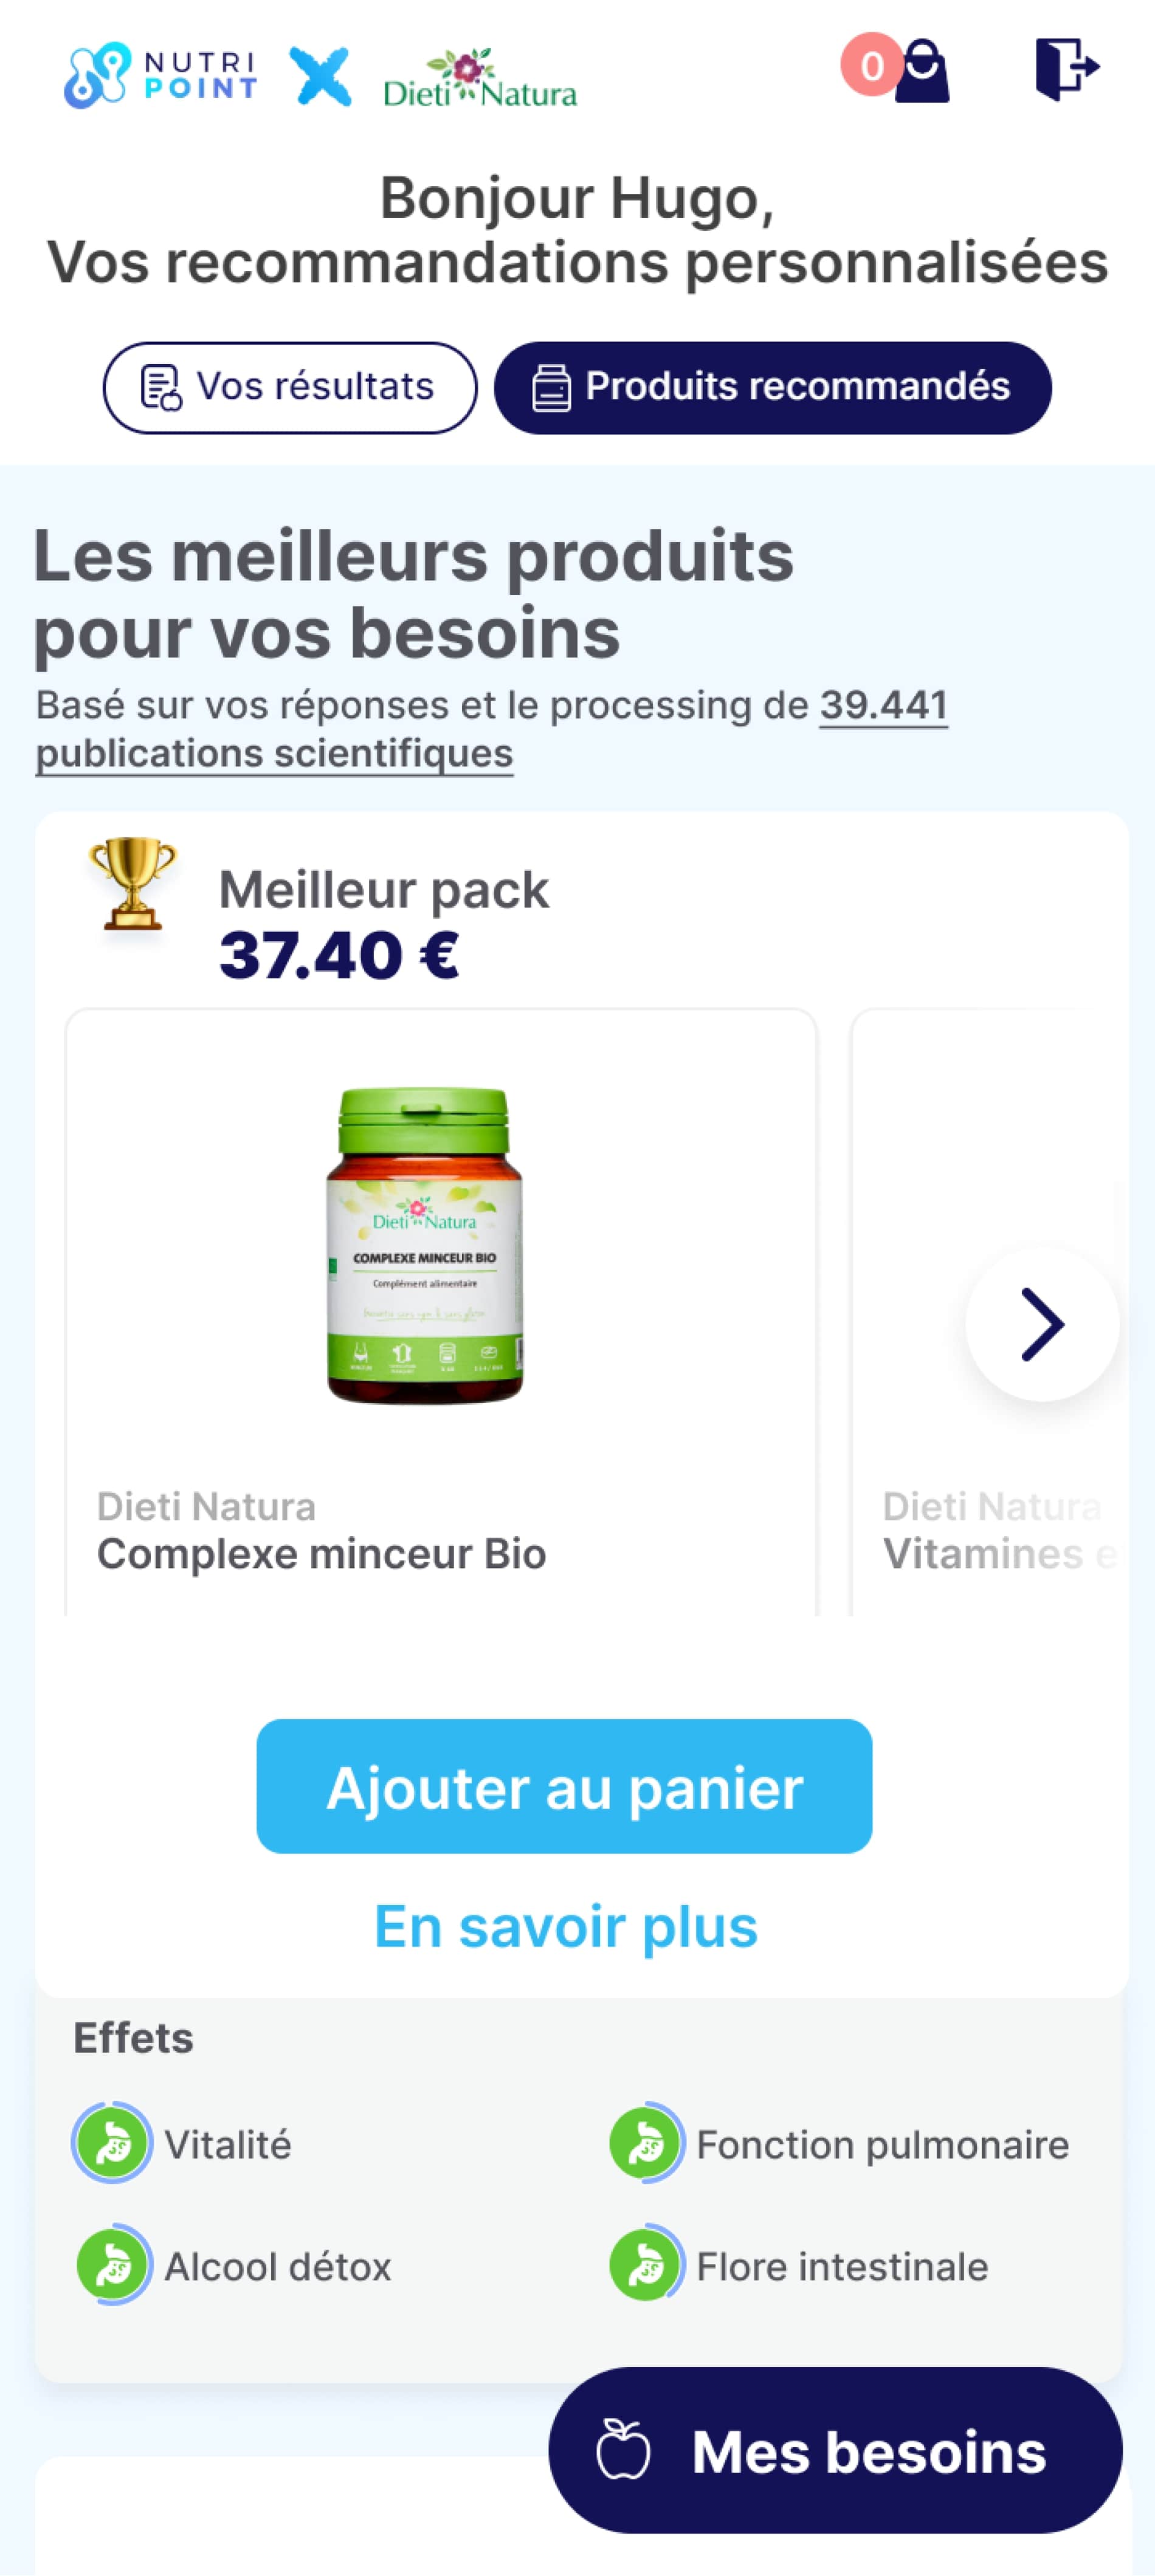 NUTRI
POINT
Dieti Natura
0
Bonjour Hugo,
Vos recommandations personnalisées
Vos résultats
Produits recommandés
Les meilleurs produits
pour vos besoins
Basé sur vos réponses et le processing de 39.441
publications scientifiques
Meilleur pack
37.40 €
Dieti Natura
COMPLEXE MINCEUR BIO
Complément alimentaire
Dieti Natura
Complexe minceur Bio
Dieti Natura
Vitamines e
Ajouter au panier
En savoir plus
Effets
Vitalité
Fonction pulmonaire
Alcool détox
Flore intestinale
Mes besoins